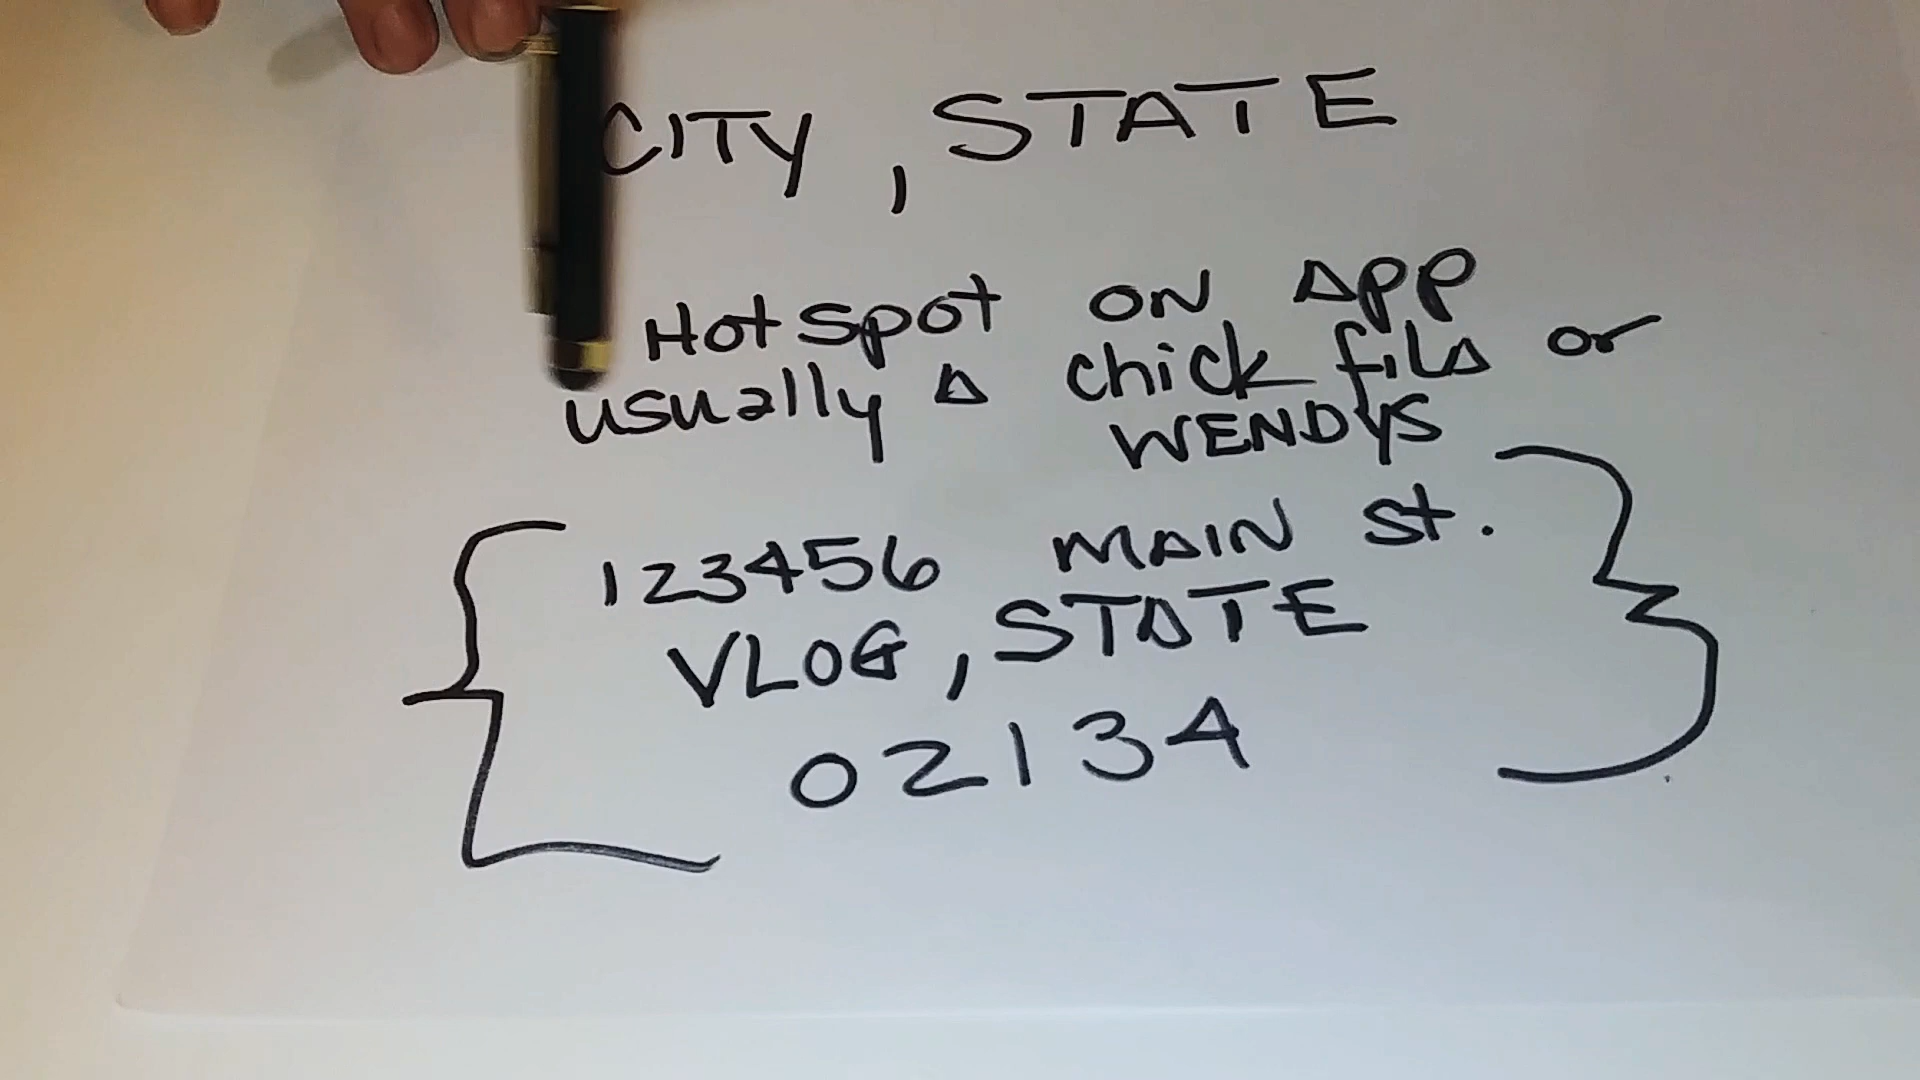 CITY, STATE
Hotspot on App
usually A chick fila or
WENDYS
123456 MAIN St.
VLOG, STATE
02134